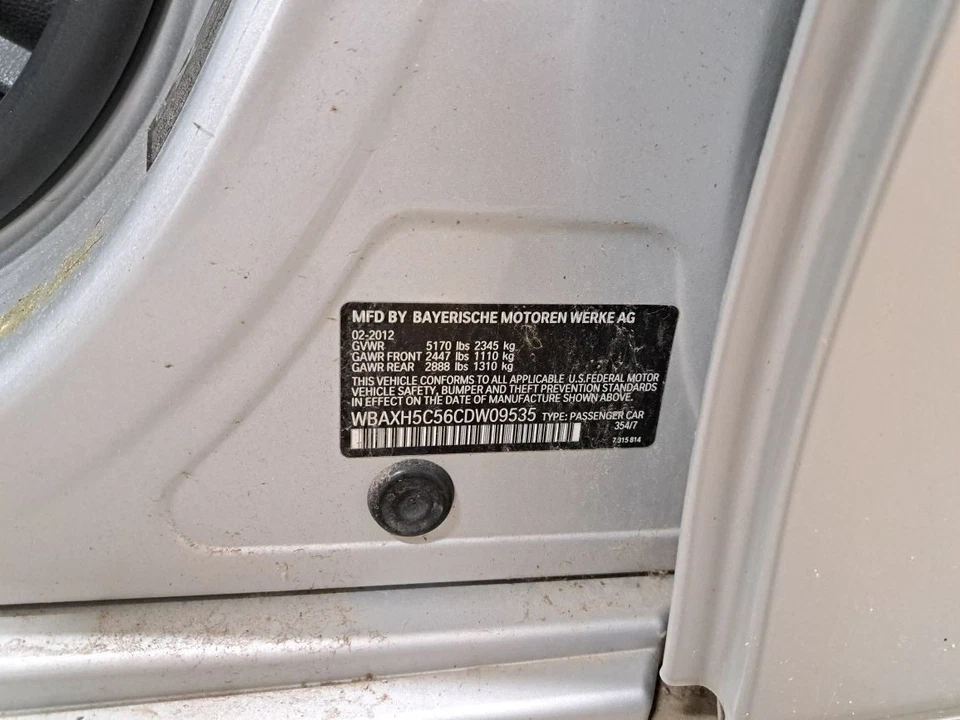 MFD BY BAYERISCHE MOTOREN WERKE AG
02-2012
GVWR 5170 lbs 2345 kg
GAWR FRONT 2447 lbs 1110 kg
GAWR REAR 2888 lbs 1310 kg
THIS VEHICLE CONFORMS TO ALL APPLICABLE U.S.FEDERAL MOTOR
VEHICLE SAFETY, BUMPER AND THEFT PREVENTION STANDARDS
IN EFFECT ON THE DATE OF MANUFACTURE SHOWN ABOVE.
WBAXH5C56CDW09535 TYPE: PASSENGER CAR
354/7
7 315 814